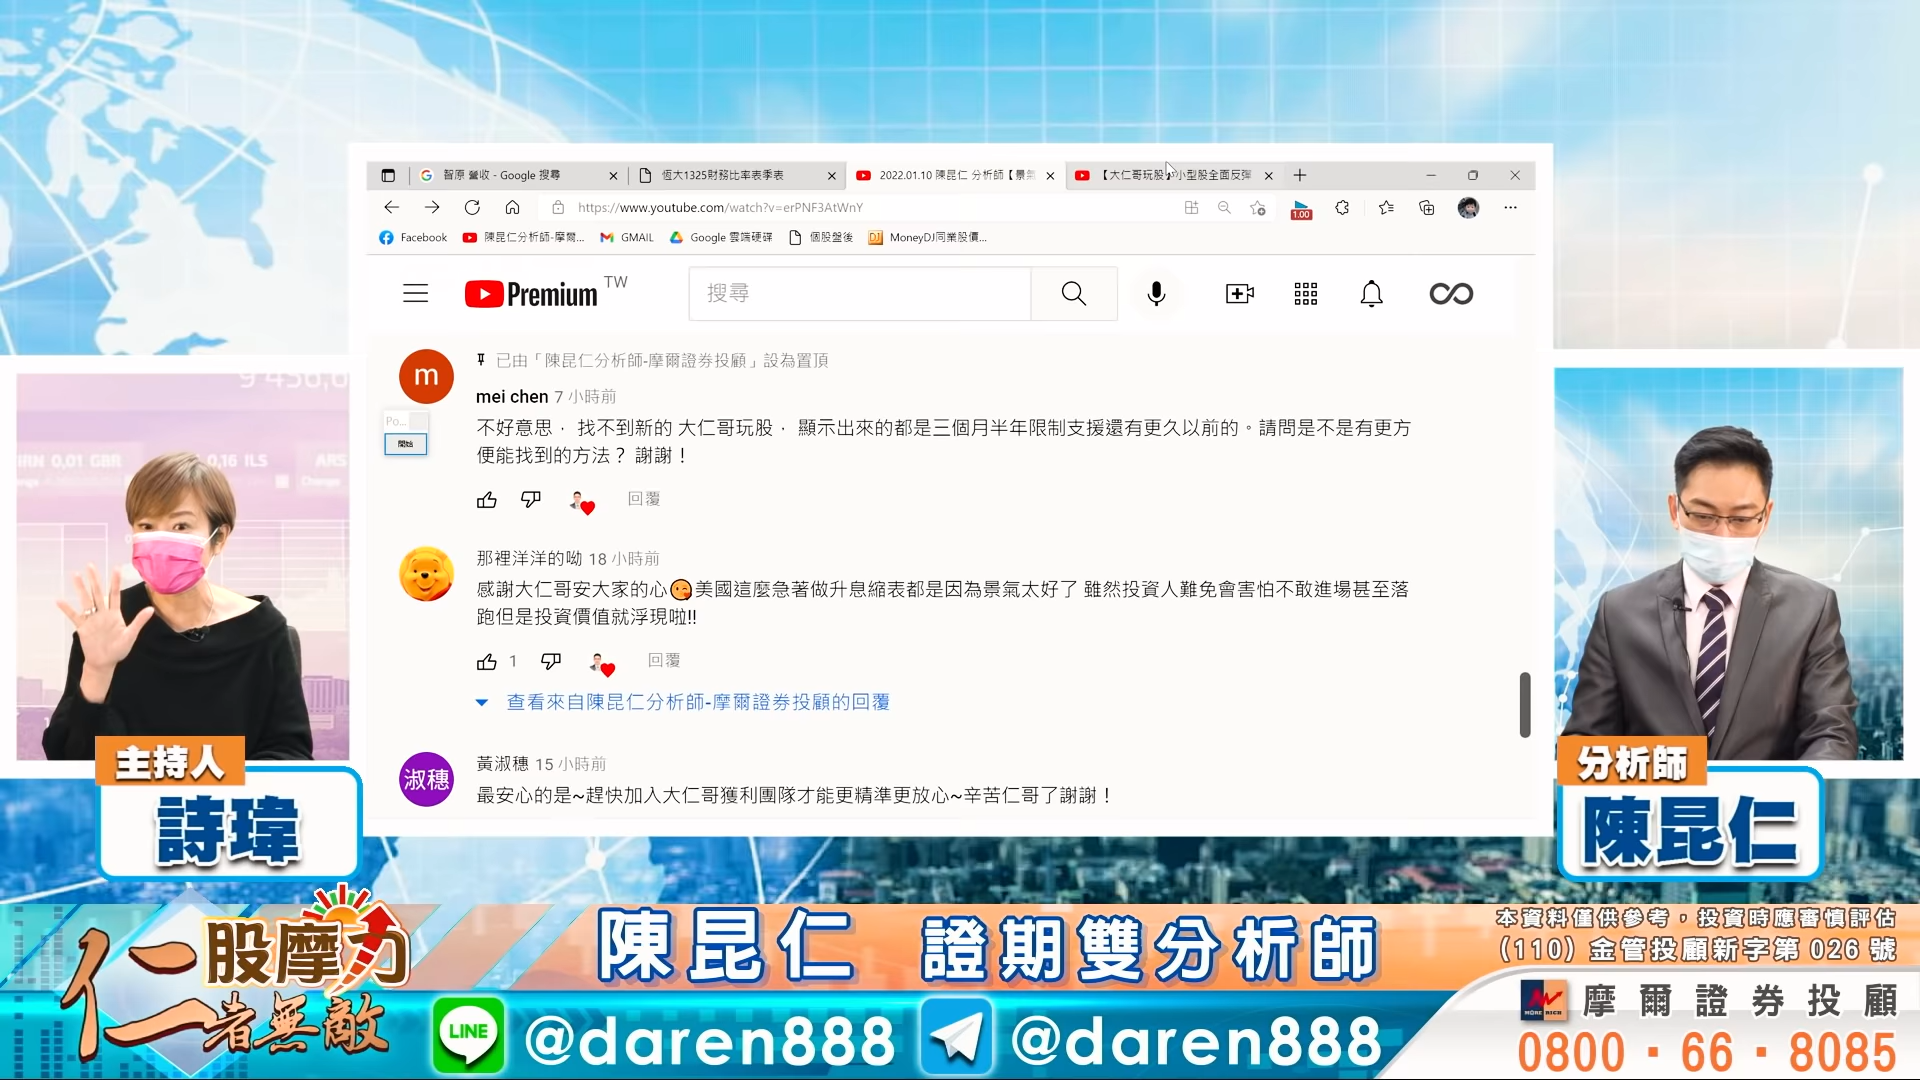 智原 營收 - Google 搜尋
恆大1325財務比率表季表
2022.01.10 陳昆仁 分析師【景氣
【大仁哥玩股】小型股全面反彈
https://www.youtube.com/watch?v=erPNF3AtWnY
1.00
Facebook
陳昆仁分析師-摩爾...
GMAIL
Google 雲端硬碟
個股盤後
MoneyDJ同業股價...
Premium TW
搜尋
已由「陳昆仁分析師-摩爾證券投顧」設為置頂
m
mei chen 7 小時前
Po...
開始
不好意思， 找不到新的 大仁哥玩股， 顯示出來的都是三個月半年限制支援還有更久以前的。請問是不是有更方
便能找到的方法？ 謝謝！
回覆
那裡洋洋的呦 18 小時前
感謝大仁哥安大家的心😋美國這麼急著做升息縮表都是因為景氣太好了 雖然投資人難免會害怕不敢進場甚至落
跑但是投資價值就浮現啦!!
1
回覆
查看來自陳昆仁分析師-摩爾證券投顧的回覆
淑穗
黃淑穗 15 小時前
最安心的是~趕快加入大仁哥獲利團隊才能更精準更放心~辛苦仁哥了謝謝！
0,01 GBR
0,16 ILS
ARS
主持人
詩瑋
分析師
陳昆仁
仁股摩力
仁者無敵
陳昆仁 證期雙分析師
LINE
@daren888
@daren888
本資料僅供參考，投資時應審慎評估
(110) 金管投顧新字第 026 號
MORE RICH
摩爾證券投顧
0800·66·8085